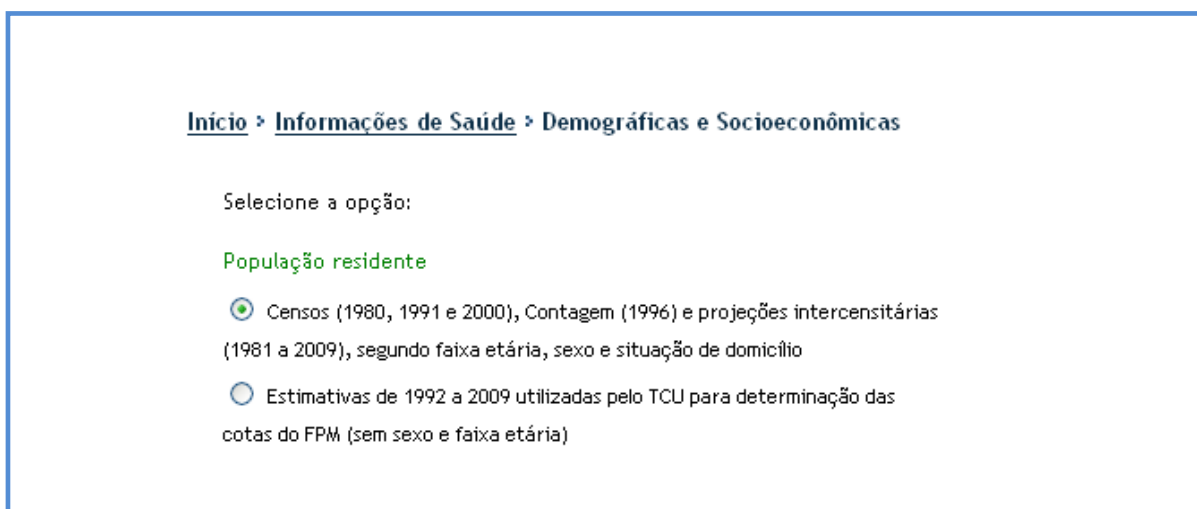 Início > Informações de Saúde > Demográficas e Socioeconômicas
Selecione a opção:
População residente
Censos (1980, 1991 e 2000), Contagem (1996) e projeções intercensitárias
(1981 a 2009), segundo faixa etária, sexo e situação de domicílio
Estimativas de 1992 a 2009 utilizadas pelo TCU para determinação das
cotas do FPM (sem sexo e faixa etária)